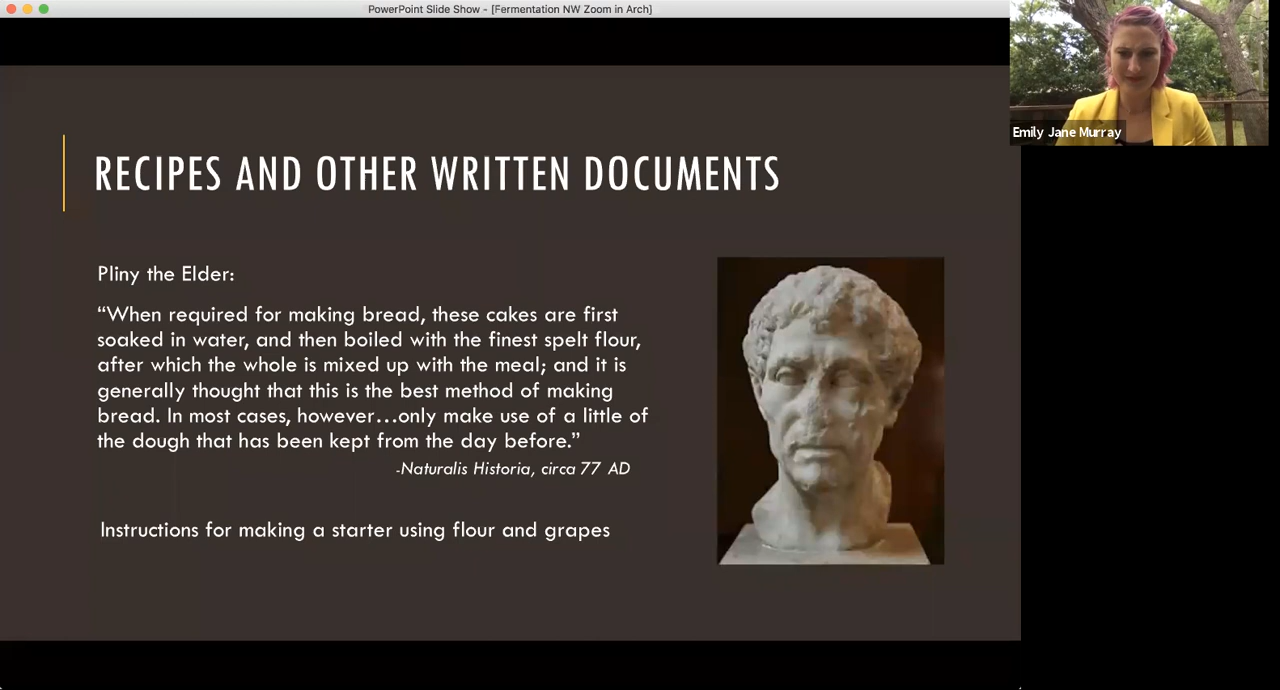 PowerPoint Slide Show - [Fermentation NW Zoom in Arch]
Emily Jane Murray
RECIPES AND OTHER WRITTEN DOCUMENTS
Pliny the Elder:
“When required for making bread, these cakes are first
soaked in water, and then boiled with the finest spelt flour,
after which the whole is mixed up with the meal; and it is
generally thought that this is the best method of making
bread. In most cases, however…only make use of a little of
the dough that has been kept from the day before.”
-Naturalis Historia, circa 77 AD
Instructions for making a starter using flour and grapes